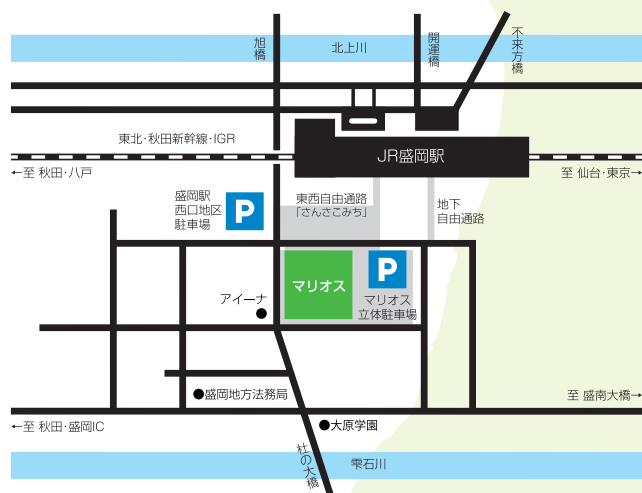 旭橋
北上川
開運橋
不来方橋
東北・秋田新幹線・IGR
JR盛岡駅
←至 秋田・八戸
至 仙台・東京→
盛岡駅
西口地区
駐車場
P
東西自由通路
「さんさこみち」
地下
自由通路
マリオス
P
マリオス
立体駐車場
アイーナ
●盛岡地方法務局
至 盛南大橋→
←至 秋田・盛岡IC
●大原学園
杜の大橋
雫石川